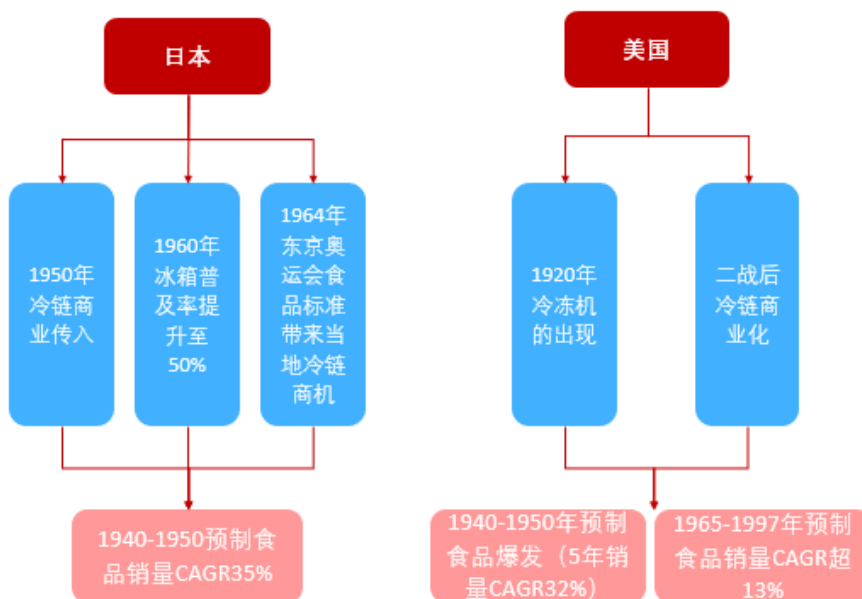 日本
1950年
冷链商
业传入
1960年
冰箱普
及率提
升至
50%
1964年
东京奥
运会食
品标准
带来当
地冷链
商机
1940-1950预制食
品销量CAGR35%
美国
1920年
冷冻机
的出现
二战后
冷链商
业化
1940-1950年预制
食品爆发（5年销
量CAGR32%）
1965-1997年预制
食品销量CAGR超
13%